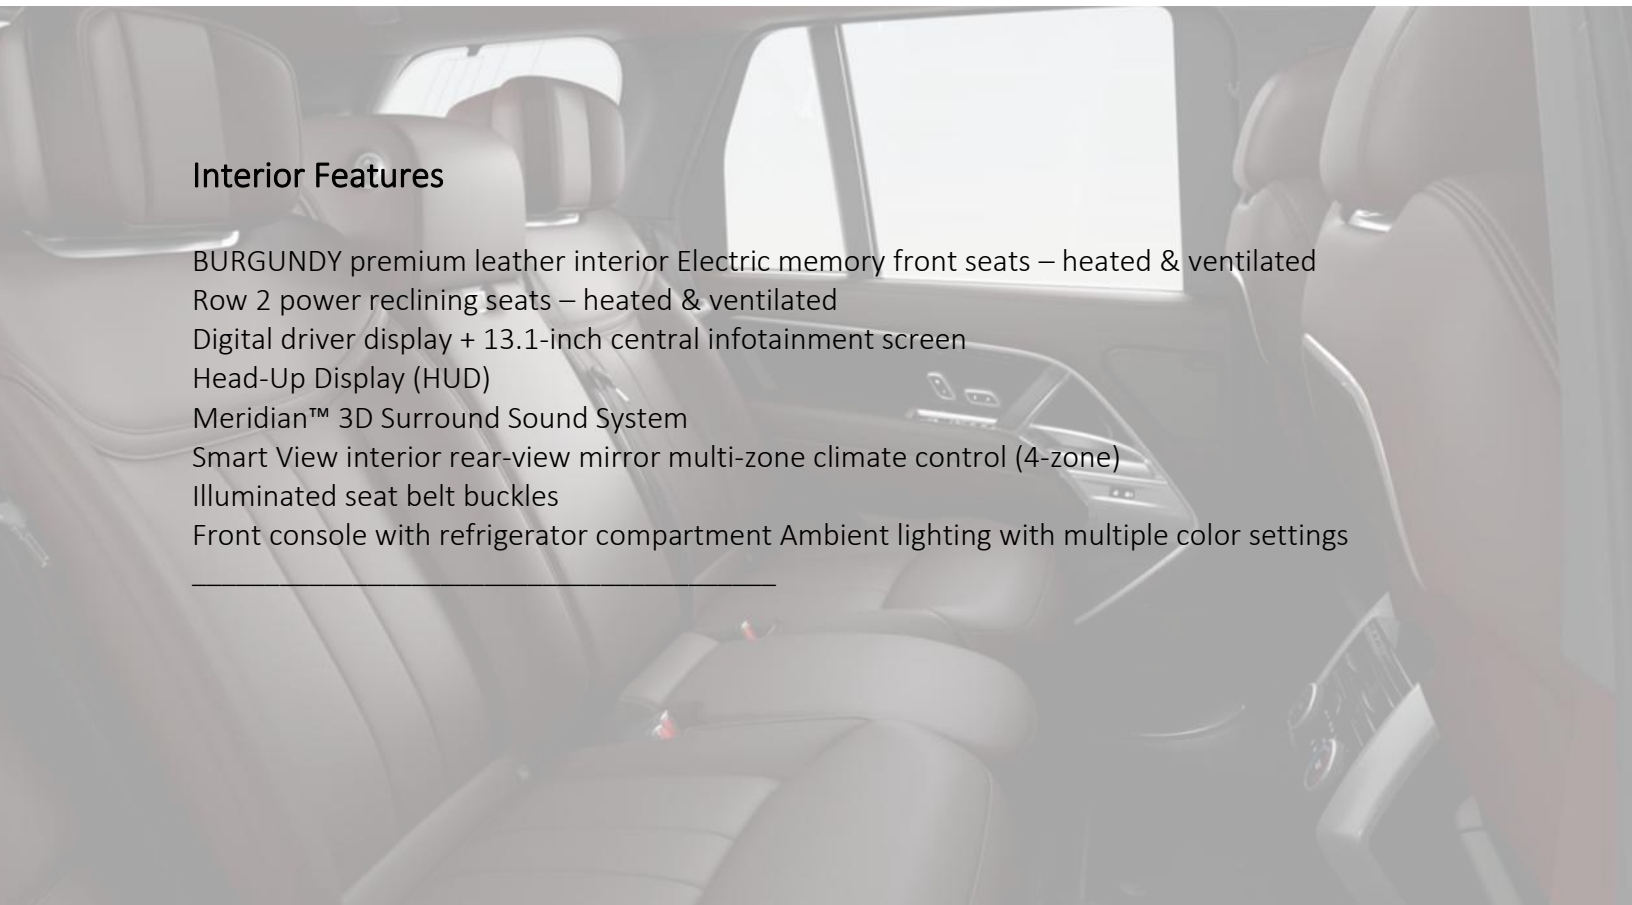 Interior Features
BURGUNDY premium leather interior Electric memory front seats – heated & ventilated
Row 2 power reclining seats – heated & ventilated
Digital driver display + 13.1-inch central infotainment screen
Head-Up Display (HUD)
Meridian™ 3D Surround Sound System
Smart View interior rear-view mirror multi-zone climate control (4-zone)
Illuminated seat belt buckles
Front console with refrigerator compartment Ambient lighting with multiple color settings
________________________________________